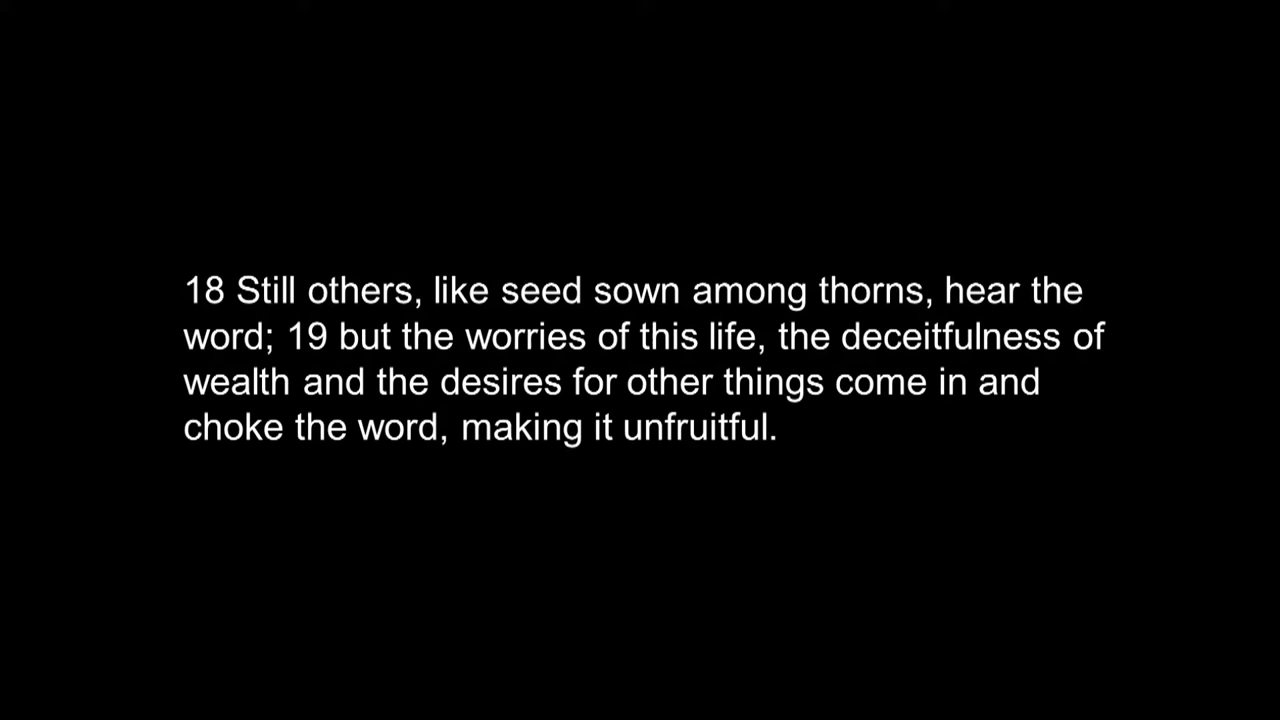 18 Still others, like seed sown among thorns, hear the
word; 19 but the worries of this life, the deceitfulness of
wealth and the desires for other things come in and
choke the word, making it unfruitful.